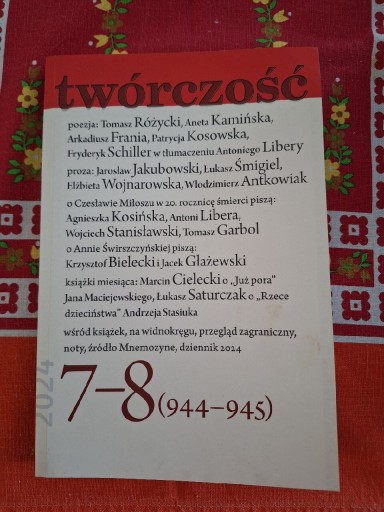 twórczość
poezja: Tomasz Różycki, Aneta Kamińska,
Arkadiusz Frania, Patrycja Kosowska,
Fryderyk Schiller w tłumaczeniu Antoniego Libery
proza: Jarosław Jakubowski, Łukasz Śmigiel,
Elżbieta Wojnarowska, Włodzimierz Antkowiak
o Czesławie Miłoszu w 20. rocznicę śmierci piszą:
Agnieszka Kosińska, Antoni Libera,
Wojciech Stanisławski, Tomasz Garbol
o Annie Świrszczyńskiej piszą:
Krzysztof Bielecki i Jacek Głażewski
książki miesiąca: Marcin Cielecki o „Już pora”
Jana Maciejewskiego, Łukasz Saturczak o „Rzece
dzieciństwa” Andrzeja Stasiuka
wśród książek, na widnokręgu, przegląd zagraniczny,
noty, źródło Mnemozyne, dziennik 2024
2024
7–8 (944–945)